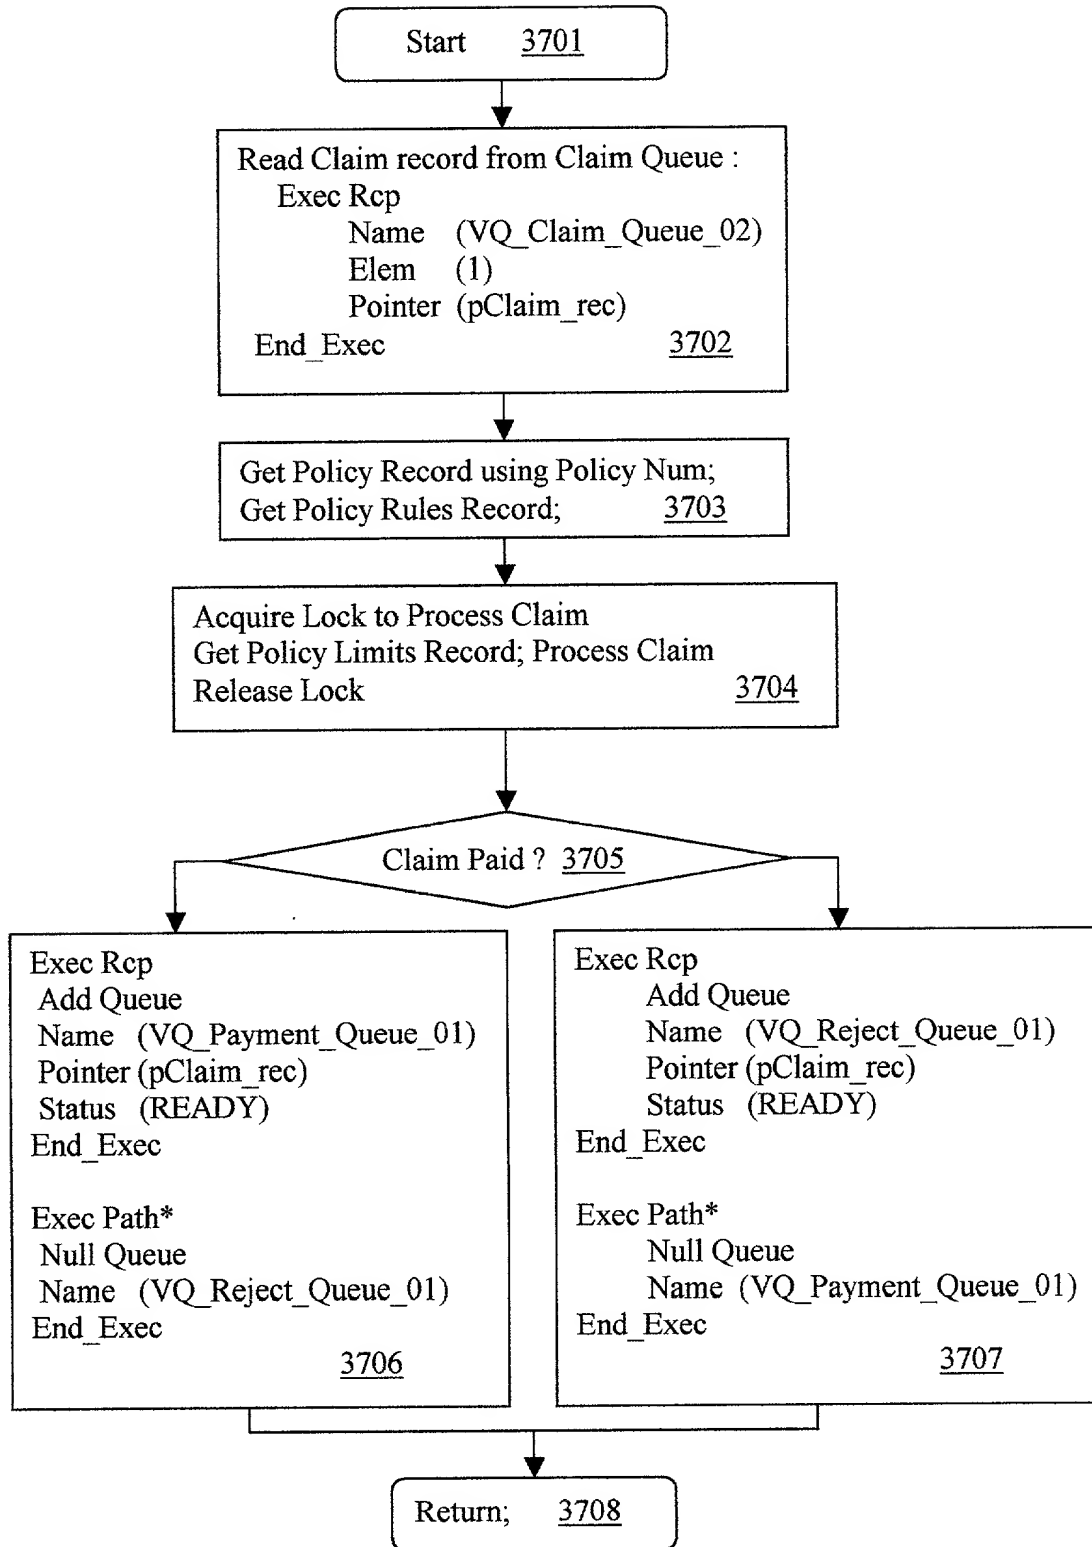 Start 3701
Read Claim record from Claim Queue :
Exec Rcp
Name (VQ_Claim_Queue_02)
Elem (1)
Pointer (pClaim_rec)
End_Exec 3702
Get Policy Record using Policy Num;
Get Policy Rules Record; 3703
Acquire Lock to Process Claim
Get Policy Limits Record; Process Claim
Release Lock 3704
Claim Paid ? 3705
Exec Rcp
Add Queue
Name (VQ_Payment_Queue_01)
Pointer (pClaim_rec)
Status (READY)
End_Exec
Exec Path*
Null Queue
Name (VQ_Reject_Queue_01)
End_Exec
3706
Exec Rcp
Add Queue
Name (VQ_Reject_Queue_01)
Pointer (pClaim_rec)
Status (READY)
End_Exec
Exec Path*
Null Queue
Name (VQ_Payment_Queue_01)
End_Exec
3707
Return; 3708